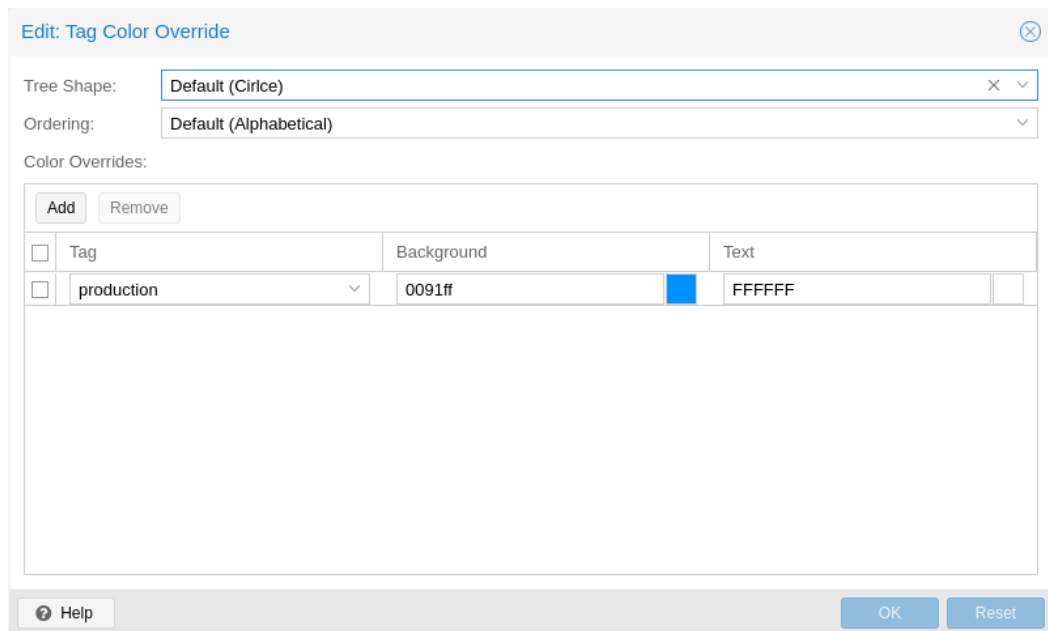 Edit: Tag Color Override
Tree Shape: Default (Cirlce)
Ordering: Default (Alphabetical)
Color Overrides:
Add Remove
Tag Background Text
production 0091ff FFFFFF
Help OK Reset